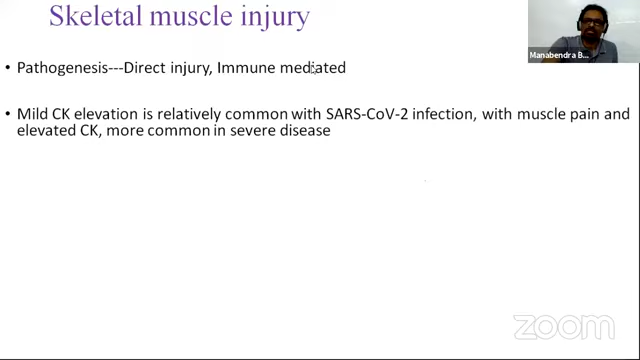 Skeletal muscle injury
• Pathogenesis---Direct injury, Immune mediated
• Mild CK elevation is relatively common with SARS-CoV-2 infection, with muscle pain and
elevated CK, more common in severe disease
Manabendra B...
zoom